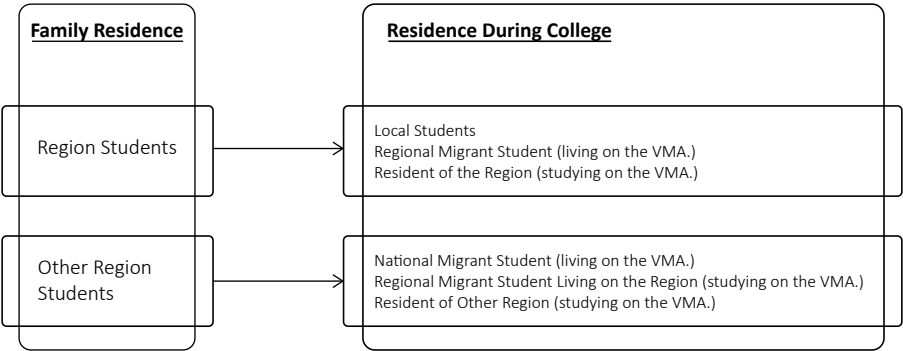 Family Residence
Residence During College
Region Students
Local Students
Regional Migrant Student (living on the VMA.)
Resident of the Region (studying on the VMA.)
Other Region
Students
National Migrant Student (living on the VMA.)
Regional Migrant Student Living on the Region (studying on the VMA.)
Resident of Other Region (studying on the VMA.)